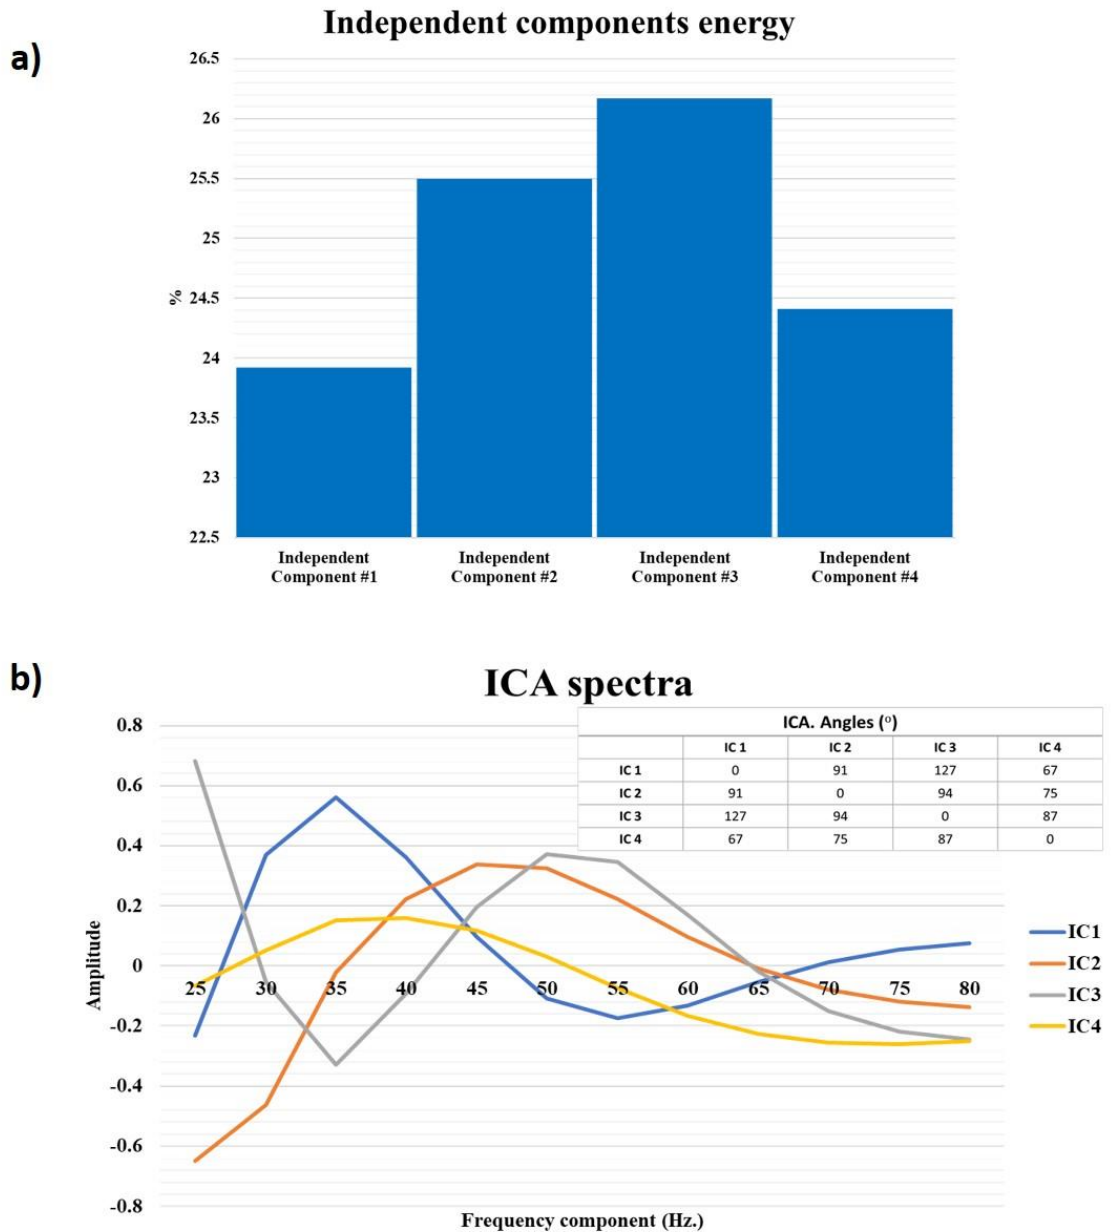 Independent components energy
a)
26.5
26
25.5
25
24.5
24
23.5
23
22.5
%
Independent Component #1
Independent Component #2
Independent Component #3
Independent Component #4
b)
ICA spectra
0.8
0.6
0.4
0.2
0
-0.2
-0.4
-0.6
-0.8
Amplitude
ICA. Angles (º)
IC 1 IC 2 IC 3 IC 4
IC 1 0 91 127 67
IC 2 91 0 94 75
IC 3 127 94 0 87
IC 4 67 75 87 0
25 30 35 40 45 50 55 60 65 70 75 80
IC1
IC2
IC3
IC4
Frequency component (Hz.)